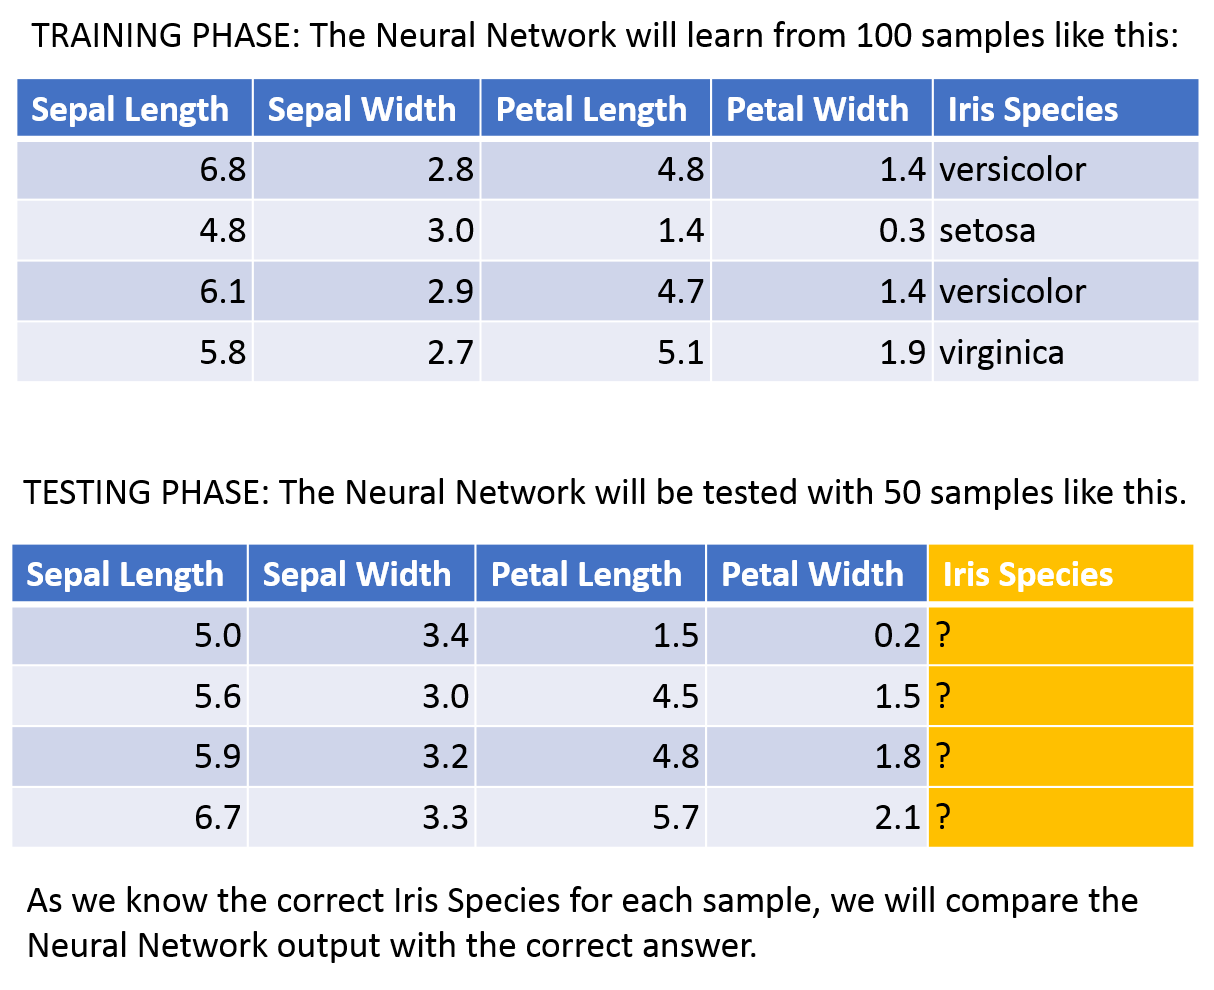 TRAINING PHASE: The Neural Network will learn from 100 samples like this:
Sepal Length Sepal Width Petal Length Petal Width Iris Species
6.8 2.8 4.8 1.4 versicolor
4.8 3.0 1.4 0.3 setosa
6.1 2.9 4.7 1.4 versicolor
5.8 2.7 5.1 1.9 virginica
TESTING PHASE: The Neural Network will be tested with 50 samples like this.
Sepal Length Sepal Width Petal Length Petal Width Iris Species
5.0 3.4 1.5 0.2 ?
5.6 3.0 4.5 1.5 ?
5.9 3.2 4.8 1.8 ?
6.7 3.3 5.7 2.1 ?
As we know the correct Iris Species for each sample, we will compare the
Neural Network output with the correct answer.